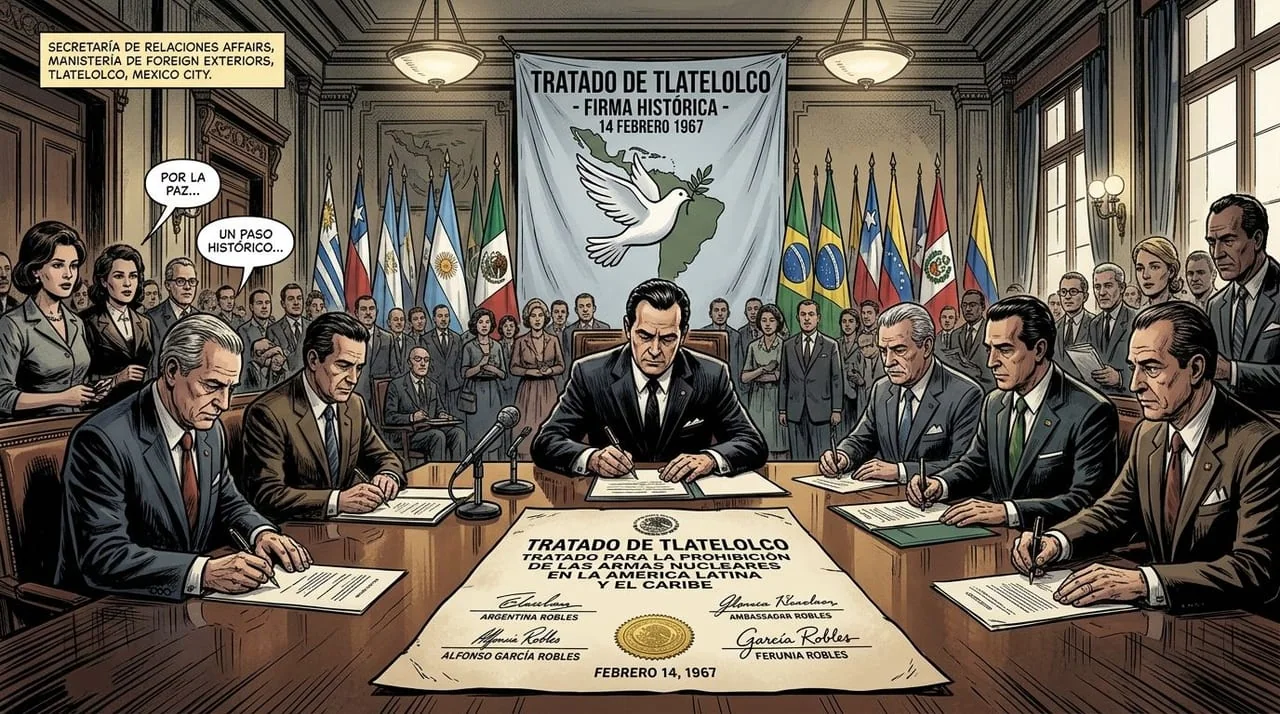 SECRETARÍA DE RELACIONES AFFAIRS,
MANISTERÍA DE FOREIGN EXTERIORS,
TLATELOLCO, MEXICO CITY.
TRATADO DE TLATELOLCO
- FIRMA HISTÓRICA -
14 FEBRERO 1967
POR LA
PAZ...
UN PASO
HISTÓRICO...
TRATADO DE TLATELOLCO
TRATADO PARA LA PROHIBICIÓN
DE LAS ARMAS NUCLEARES
EN LA AMERICA LATINA
Y EL CARIBE
ARGENTINA ROBLES
AMBASSADAR ROBLES
Robles
García Robles
ALFONSO GARCÍA ROBLES
FERUNIA ROBLES
FEBRERO 14, 1967